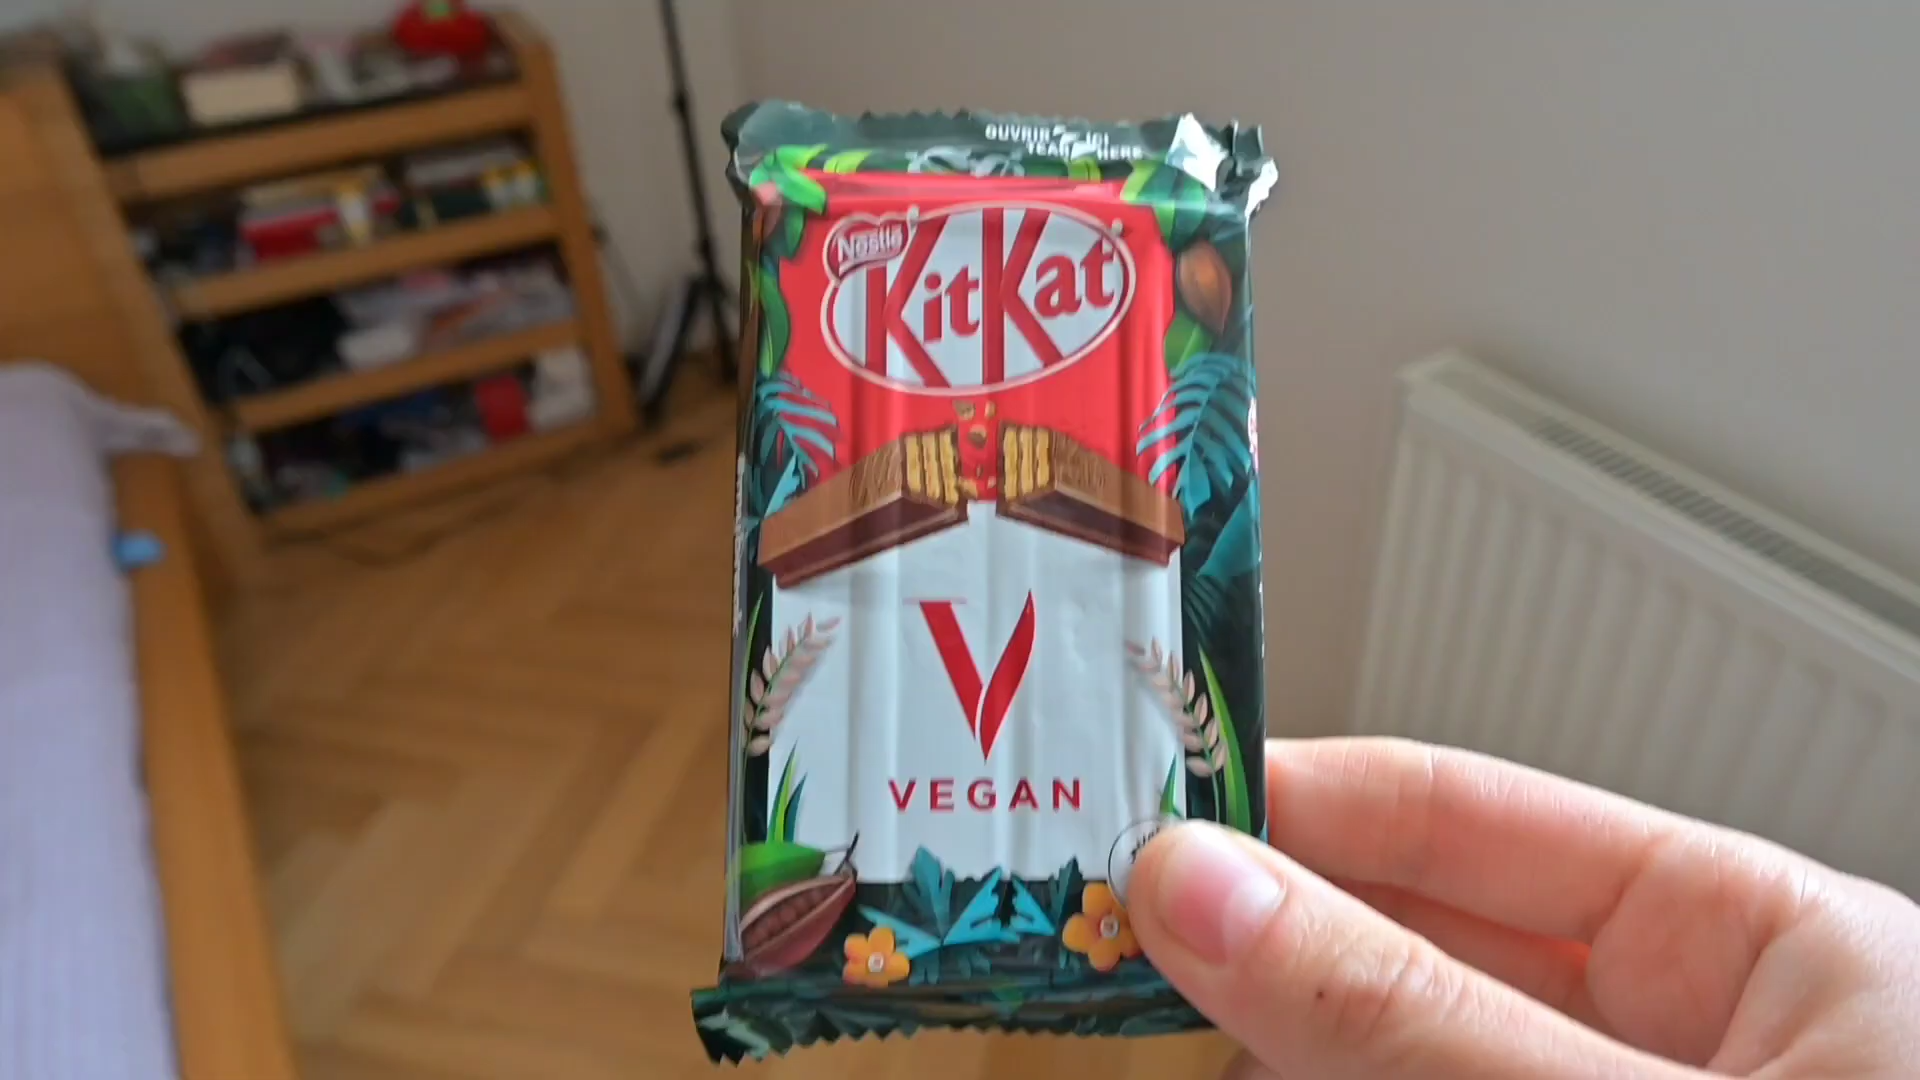 OUVRIR ICI
TEAR HERE
Nestlé
KitKat
V
VEGAN